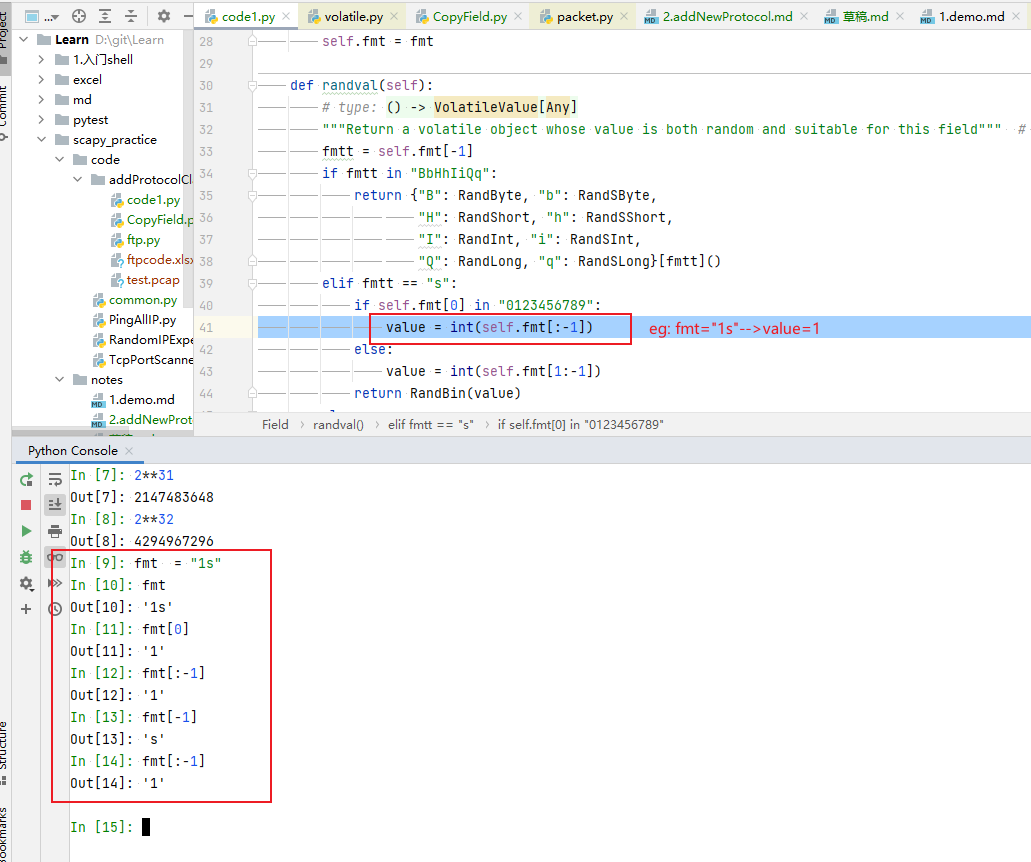 Project
Commit
Structure
Bookmarks
...
code1.py
volatile.py
CopyField.py
packet.py
2.addNewProtocol.md
草稿.md
1.demo.md
Learn D:\git\Learn
1.入门shell
excel
md
pytest
scapy_practice
code
addProtocolCl
code1.py
CopyField.p
ftp.py
ftpcode.xlsx
test.pcap
common.py
PingAllIP.py
RandomIPExpe
TcpPortScanne
notes
1.demo.md
2.addNewProt
28 self.fmt = fmt
29
30 def randval(self):
31 # type: () -> VolatileValue[Any]
32 """Return a volatile object whose value is both random and suitable for this field""" #
33 fmtt = self.fmt[-1]
34 if fmtt in "BbHhIiQq":
35 return {"B": RandByte, "b": RandSByte,
36 "H": RandShort, "h": RandSShort,
37 "I": RandInt, "i": RandSInt,
38 "Q": RandLong, "q": RandSLong}[fmtt]()
39 elif fmtt == "s":
40 if self.fmt[0] in "0123456789":
41 value = int(self.fmt[:-1]) eg: fmt="1s"-->value=1
42 else:
43 value = int(self.fmt[1:-1])
44 return RandBin(value)
Field › randval() › elif fmtt == "s" › if self.fmt[0] in "0123456789"
Python Console
In [7]: 2**31
Out[7]: 2147483648
In [8]: 2**32
Out[8]: 4294967296
In [9]: fmt = "1s"
In [10]: fmt
Out[10]: '1s'
In [11]: fmt[0]
Out[11]: '1'
In [12]: fmt[:-1]
Out[12]: '1'
In [13]: fmt[-1]
Out[13]: 's'
In [14]: fmt[:-1]
Out[14]: '1'
In [15]: